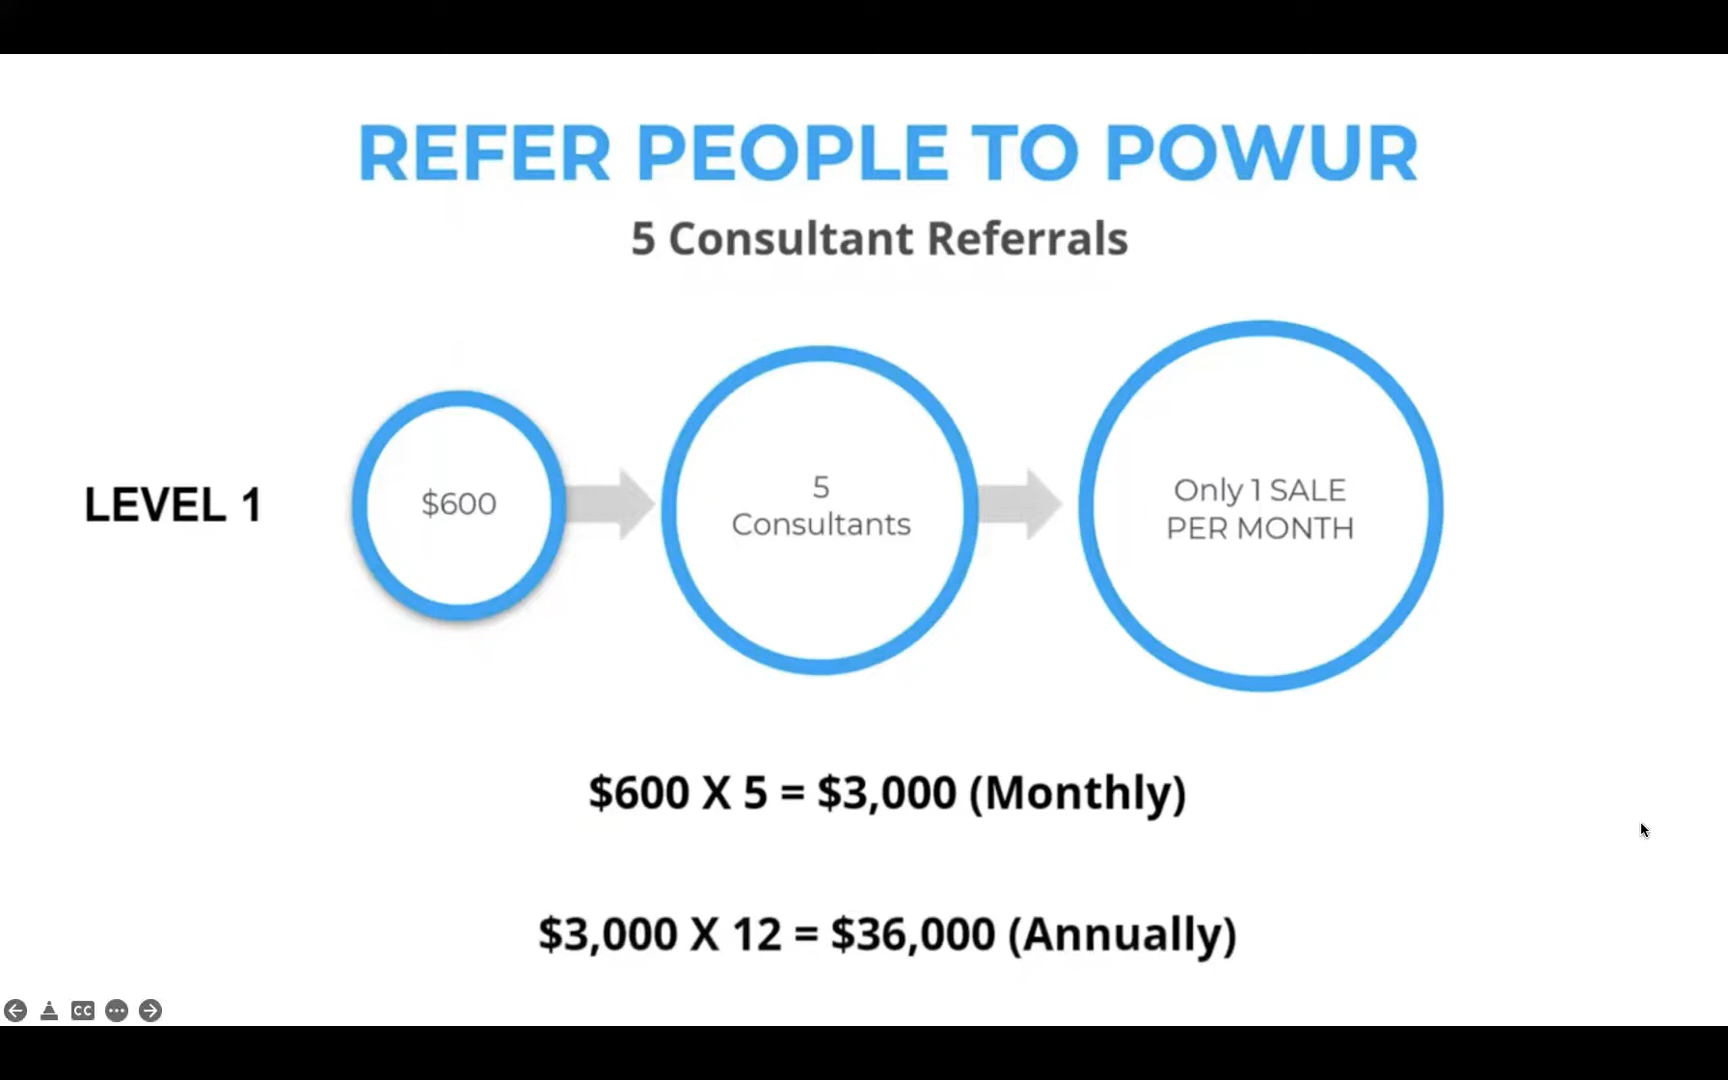 REFER PEOPLE TO POWUR
5 Consultant Referrals
LEVEL 1
$600
5
Consultants
Only 1 SALE
PER MONTH
$600 X 5 = $3,000 (Monthly)
$3,000 X 12 = $36,000 (Annually)
CC